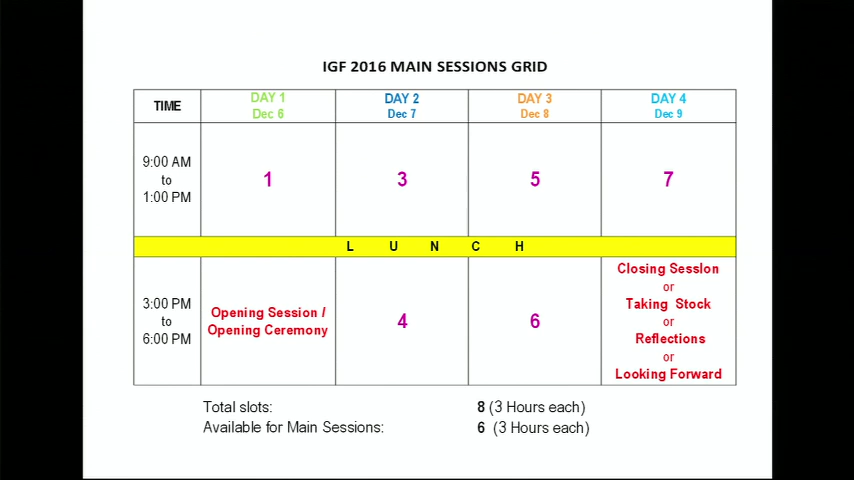 IGF 2016 MAIN SESSIONS GRID
TIME
DAY 1
Dec 6
DAY 2
Dec 7
DAY 3
Dec 8
DAY 4
Dec 9
9:00 AM
to
1:00 PM
1
3
5
7
L U N C H
3:00 PM
to
6:00 PM
Opening Session /
Opening Ceremony
4
6
Closing Session
or
Taking Stock
or
Reflections
or
Looking Forward
Total slots: 8 (3 Hours each)
Available for Main Sessions: 6 (3 Hours each)